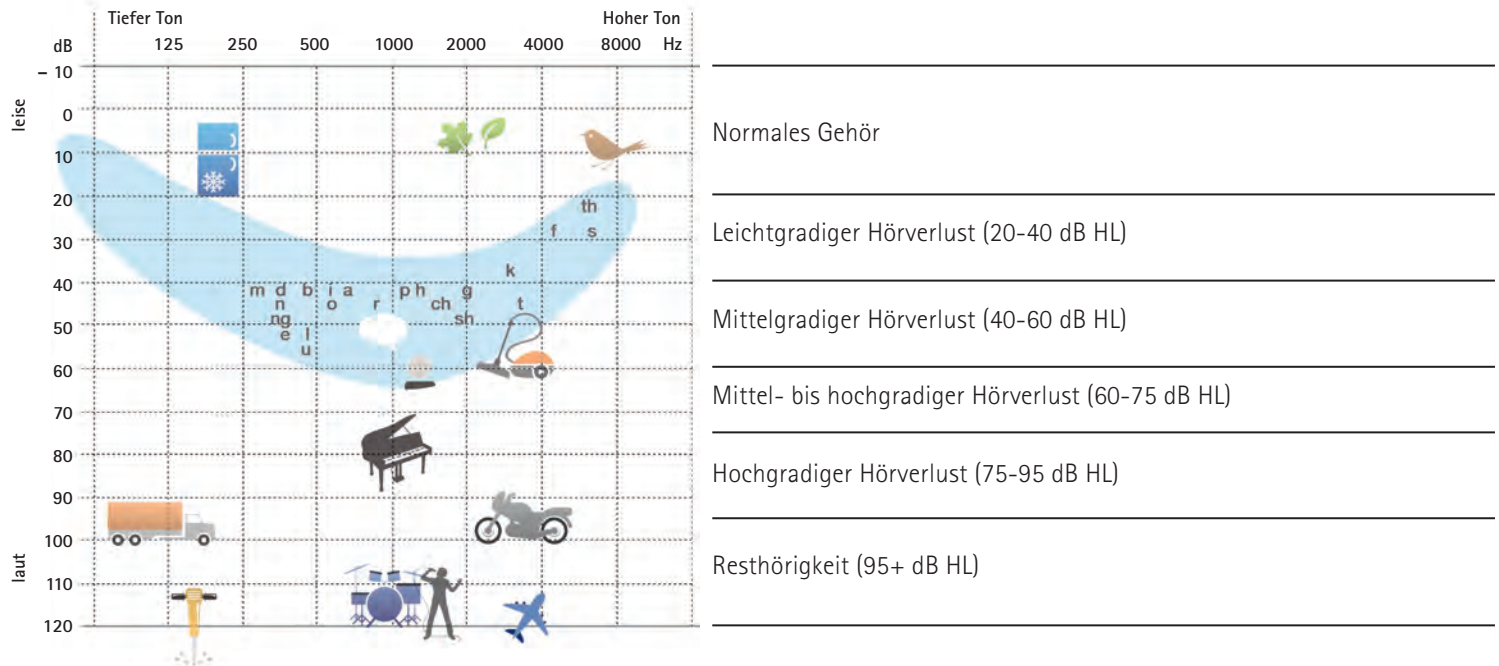 Tiefer Ton Hoher Ton
dB 125 250 500 1000 2000 4000 8000 Hz
– 10
leise
0
Normales Gehör
10
20
th
Leichtgradiger Hörverlust (20-40 dB HL)
f s
30
k
40
m d b i a p h g
n o r ch t
ng sh
Mittelgradiger Hörverlust (40-60 dB HL)
50
e l
u
60
Mittel- bis hochgradiger Hörverlust (60-75 dB HL)
70
80
Hochgradiger Hörverlust (75-95 dB HL)
90
100
laut
Resthörigkeit (95+ dB HL)
110
120